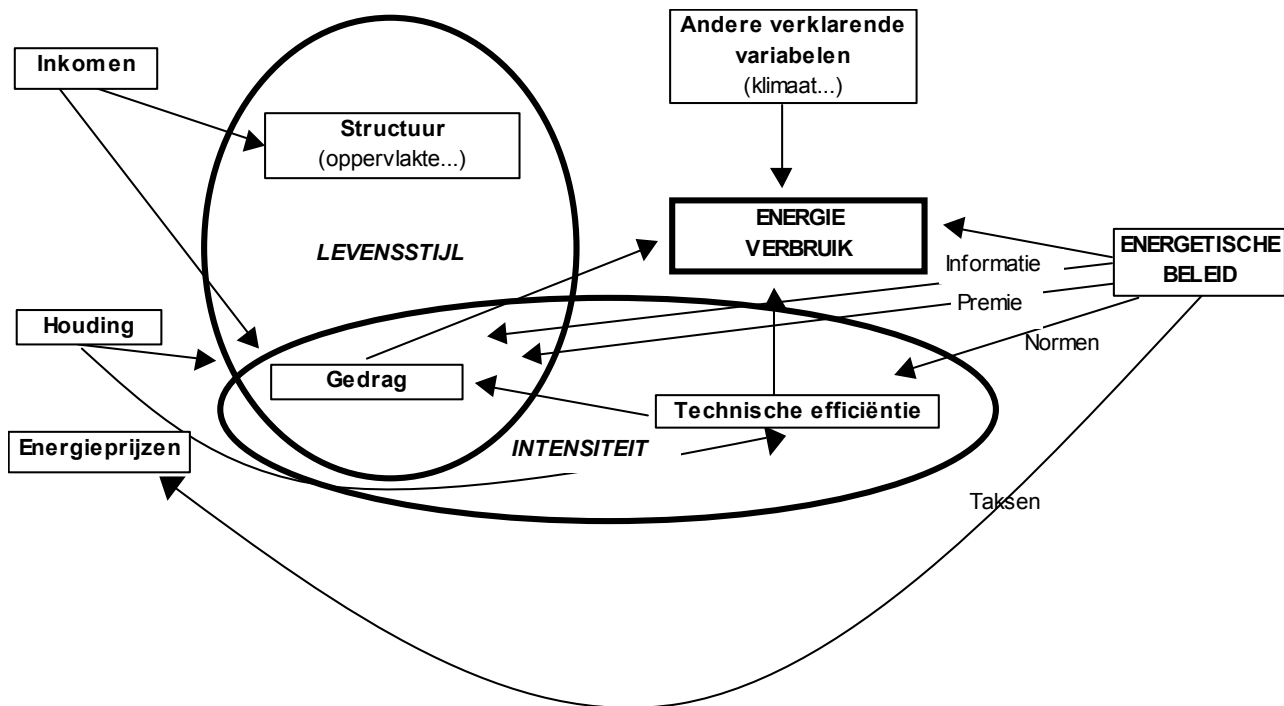 Andere verklarende
variabelen
(klimaat...)
Inkomen
Structuur
(oppervlakte...)
ENERGIE
VERBRUIK
LEVENSSTIJL
ENERGETISCHE
BELEID
Informatie
Premie
Houding
Normen
Gedrag
Technische efficiëntie
Energieprijzen
INTENSITEIT
Taksen